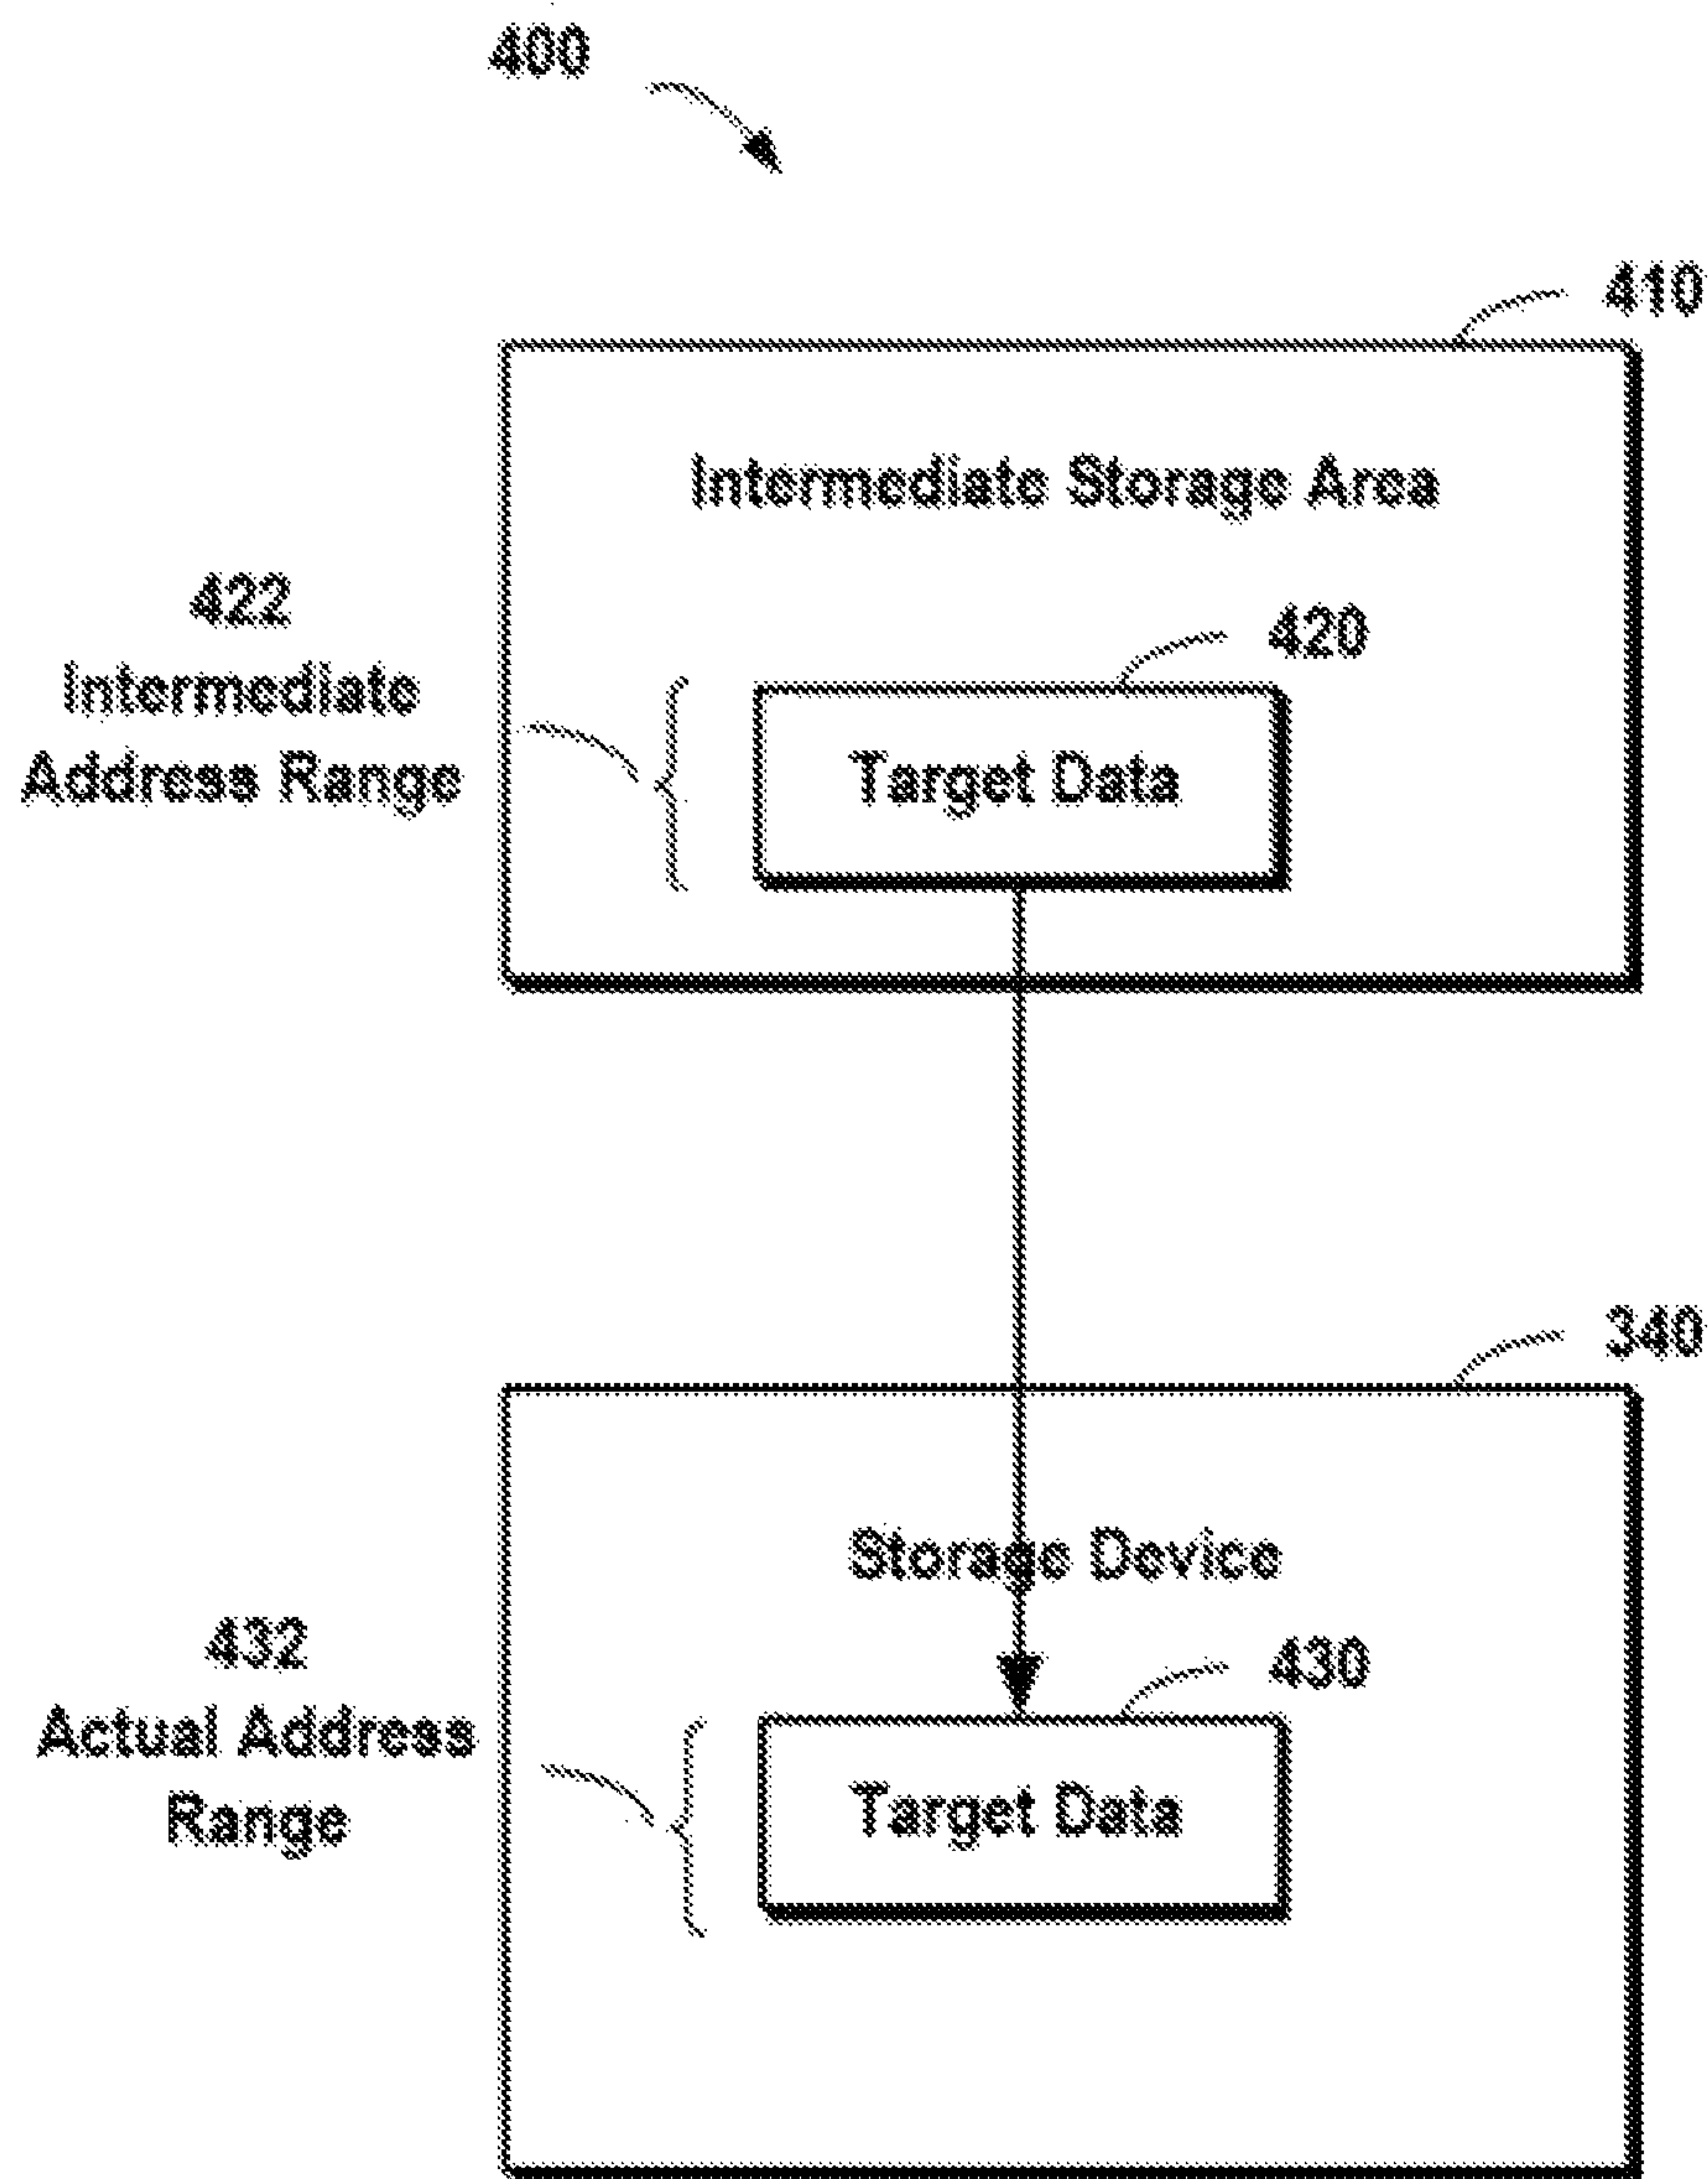 400
410
Intermediate Storage Area
422
Intermediate
Address Range
420
Target Data
340
Storage Device
432
Actual Address
Range
430
Target Data